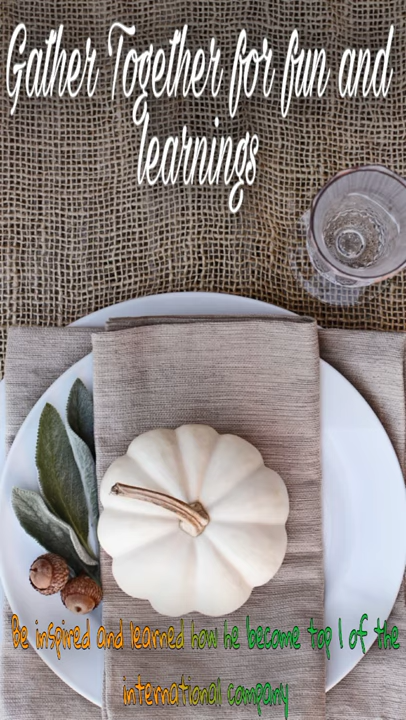 Gather Together for fun and
learnings
Be inspired and learned how he become top 1 of the
international company